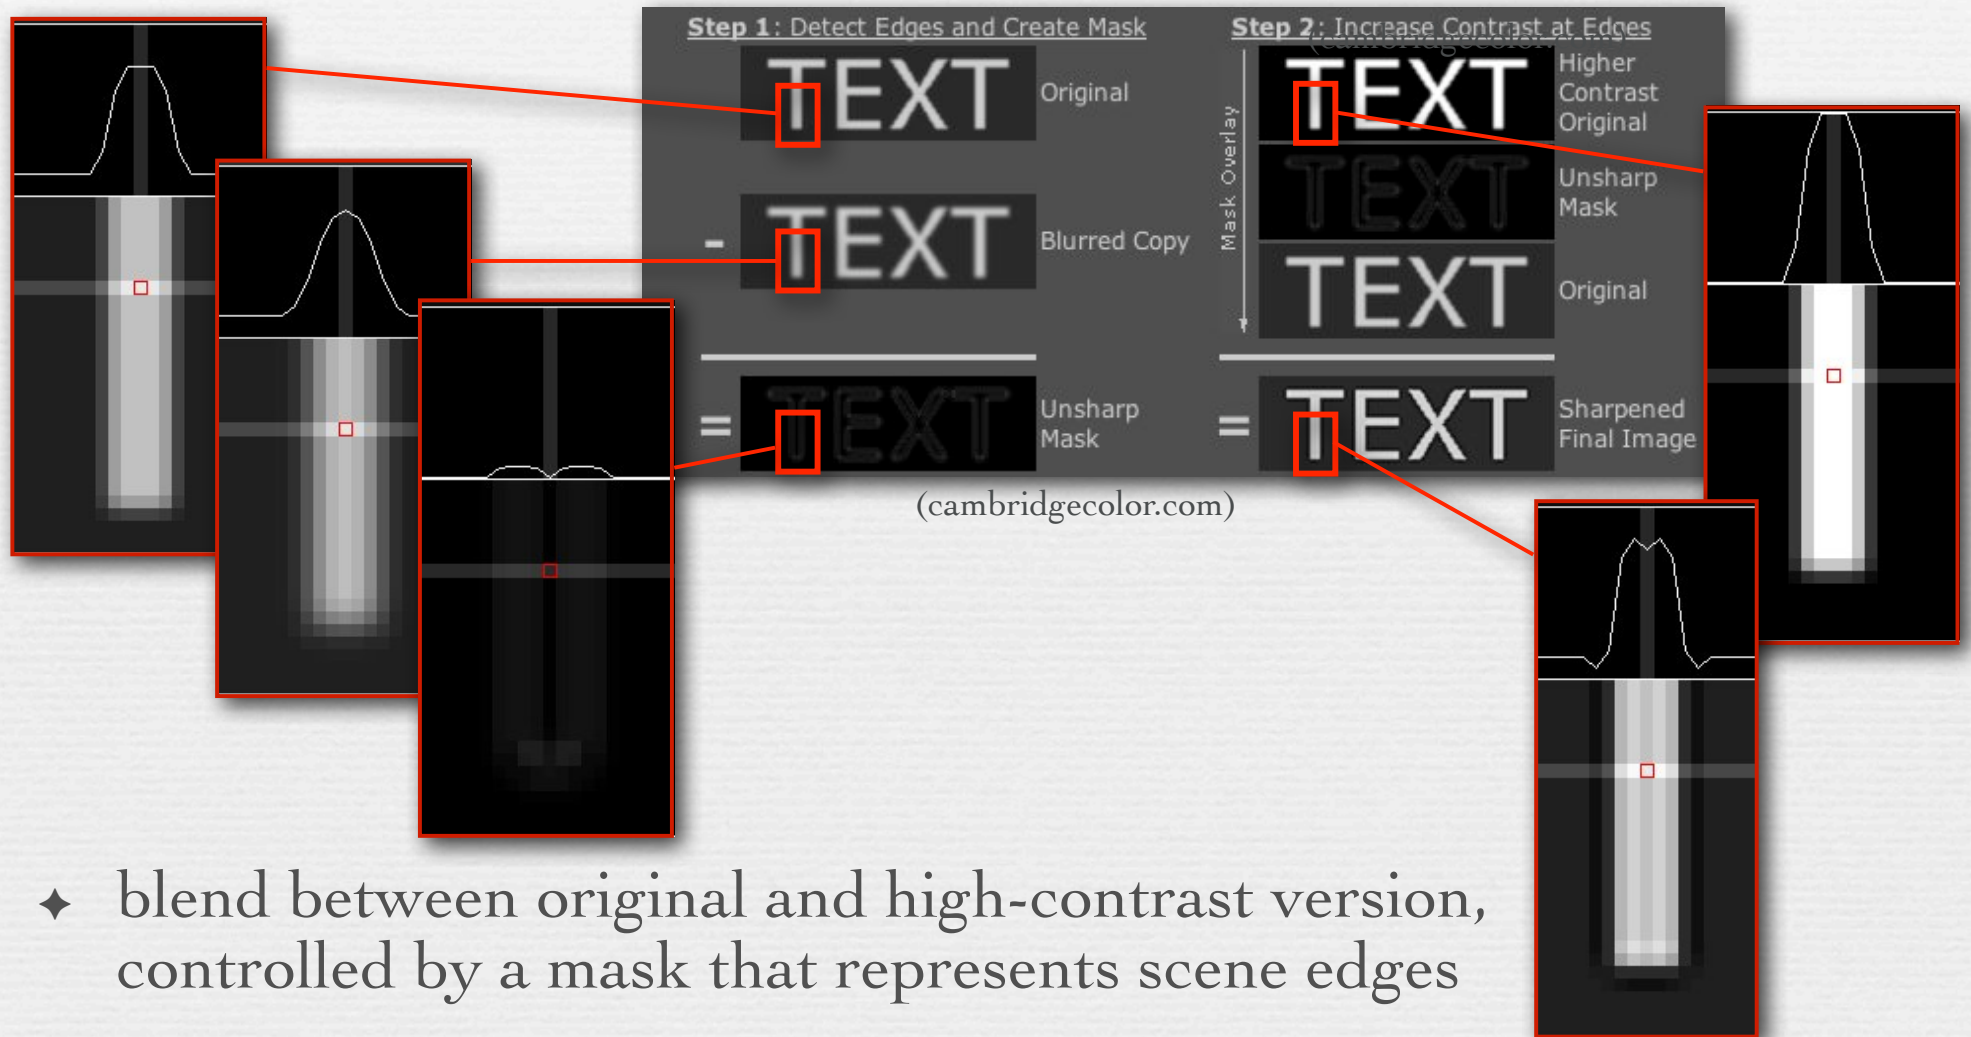 Step 1: Detect Edges and Create Mask
TEXT
Original
- TEXT
Blurred Copy
= TEXT
Unsharp
Mask
Step 2: Increase Contrast at Edges
(cambridgecolor.com)
Mask Overlay
TEXT
Higher
Contrast
Original
TEXT
Unsharp
Mask
TEXT
Original
= TEXT
Sharpened
Final Image
(cambridgecolor.com)
✦ blend between original and high-contrast version,
controlled by a mask that represents scene edges